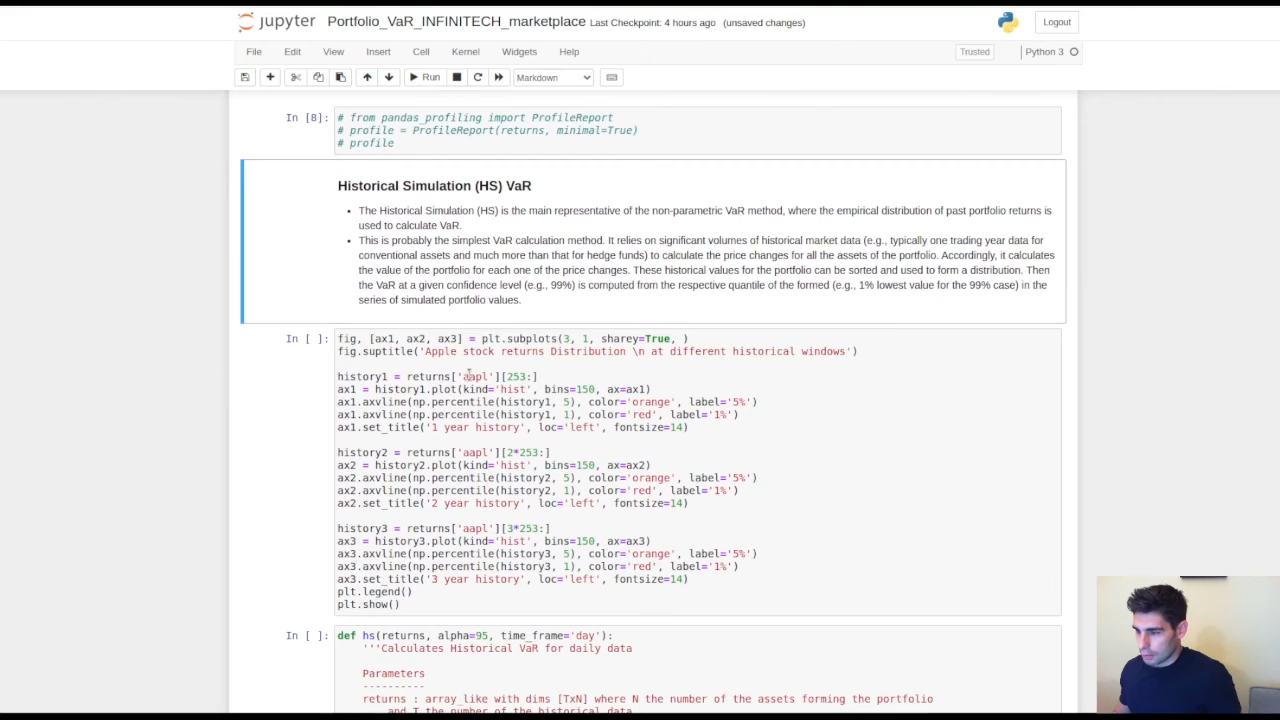 jupyter Portfolio_VaR_INFINITECH_marketplace Last Checkpoint: 4 hours ago (unsaved changes) Logout
File Edit View Insert Cell Kernel Widgets Help Trusted Python 3
Run Markdown
In [8]: # from pandas_profiling import ProfileReport
# profile = ProfileReport(returns, minimal=True)
# profile
Historical Simulation (HS) VaR
• The Historical Simulation (HS) is the main representative of the non-parametric VaR method, where the empirical distribution of past portfolio returns is
used to calculate VaR.
• This is probably the simplest VaR calculation method. It relies on significant volumes of historical market data (e.g., typically one trading year data for
conventional assets and much more than that for hedge funds) to calculate the price changes for all the assets of the portfolio. Accordingly, it calculates
the value of the portfolio for each one of the price changes. These historical values for the portfolio can be sorted and used to form a distribution. Then
the VaR at a given confidence level (e.g., 99%) is computed from the respective quantile of the formed (e.g., 1% lowest value for the 99% case) in the
series of simulated portfolio values.
In [ ]: fig, [ax1, ax2, ax3] = plt.subplots(3, 1, sharey=True, )
fig.suptitle('Apple stock returns Distribution \n at different historical windows')
history1 = returns['aapl'][253:]
ax1 = history1.plot(kind='hist', bins=150, ax=ax1)
ax1.axvline(np.percentile(history1, 5), color='orange', label='5%')
ax1.axvline(np.percentile(history1, 1), color='red', label='1%')
ax1.set_title('1 year history', loc='left', fontsize=14)
history2 = returns['aapl'][2*253:]
ax2 = history2.plot(kind='hist', bins=150, ax=ax2)
ax2.axvline(np.percentile(history2, 5), color='orange', label='5%')
ax2.axvline(np.percentile(history2, 1), color='red', label='1%')
ax2.set_title('2 year history', loc='left', fontsize=14)
history3 = returns['aapl'][3*253:]
ax3 = history3.plot(kind='hist', bins=150, ax=ax3)
ax3.axvline(np.percentile(history3, 5), color='orange', label='5%')
ax3.axvline(np.percentile(history3, 1), color='red', label='1%')
ax3.set_title('3 year history', loc='left', fontsize=14)
plt.legend()
plt.show()
In [ ]: def hs(returns, alpha=95, time_frame='day'):
'''Calculates Historical VaR for daily data
Parameters
----------
returns : array_like with dims [TxN] where N the number of the assets forming the portfolio
and T the number of the historical data